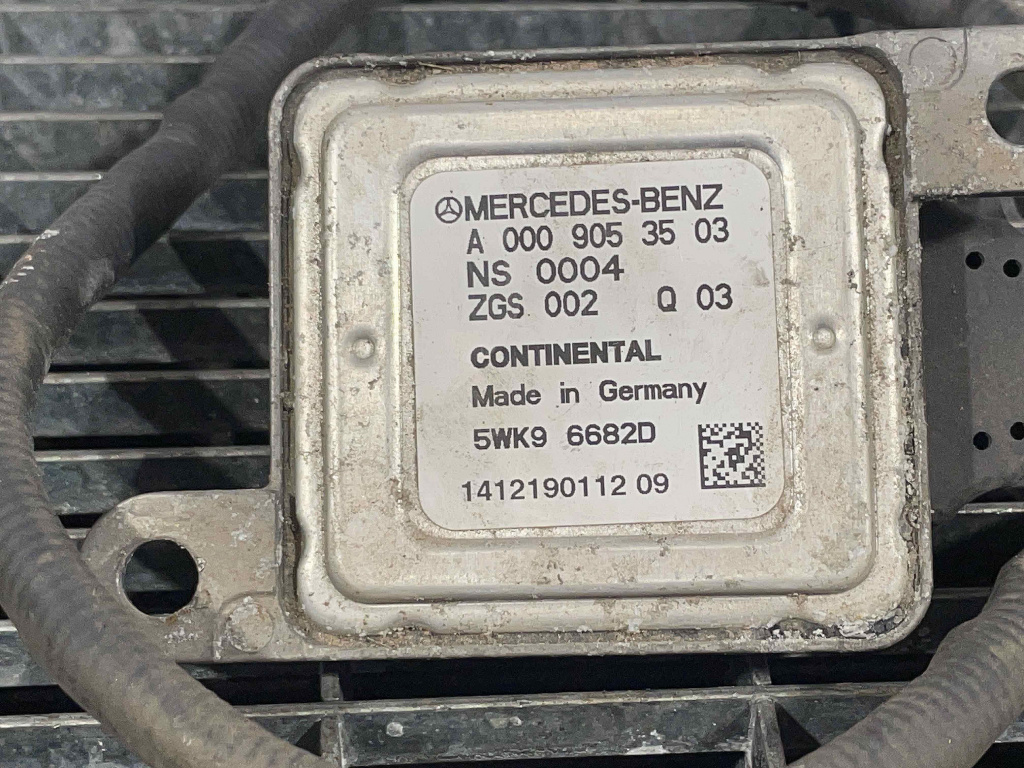 MERCEDES-BENZ
A 000 905 35 03
NS 0004
ZGS 002 Q 03
CONTINENTAL
Made in Germany
5WK9 6682D
1412190112 09